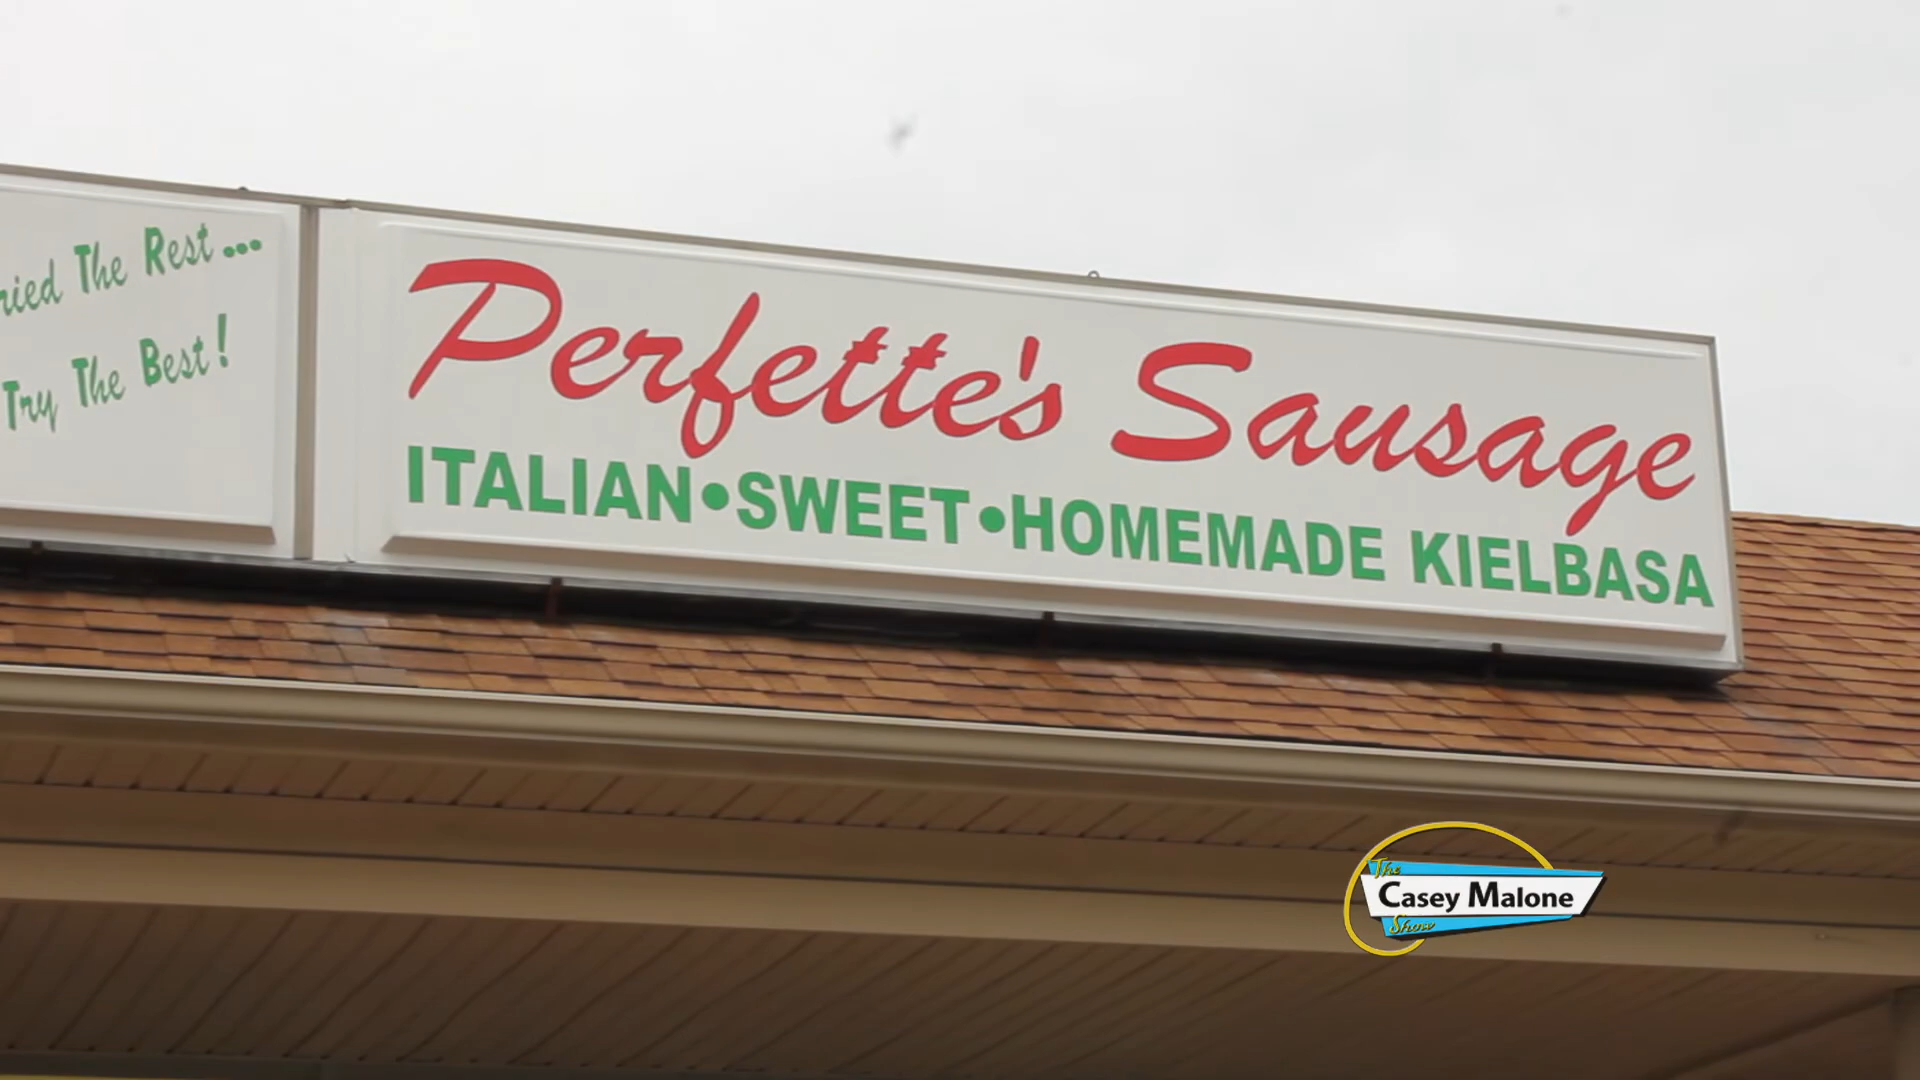 ried The Rest...
Try The Best!
Perfette's Sausage
ITALIAN•SWEET•HOMEMADE KIELBASA
The
Casey Malone
Show